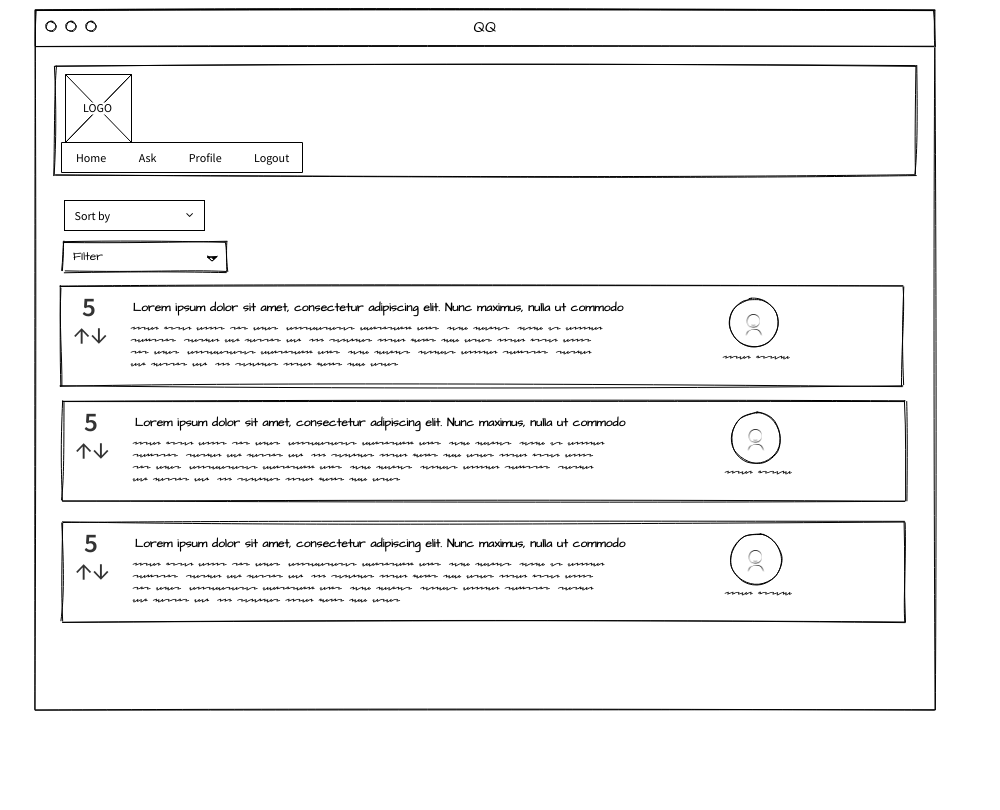 QQ
LOGO
Home Ask Profile Logout
Sort by
Filter
5
Lorem ipsum dolor sit amet, consectetur adipiscing elit. Nunc maximus, nulla ut commodo
5
Lorem ipsum dolor sit amet, consectetur adipiscing elit. Nunc maximus, nulla ut commodo
5
Lorem ipsum dolor sit amet, consectetur adipiscing elit. Nunc maximus, nulla ut commodo